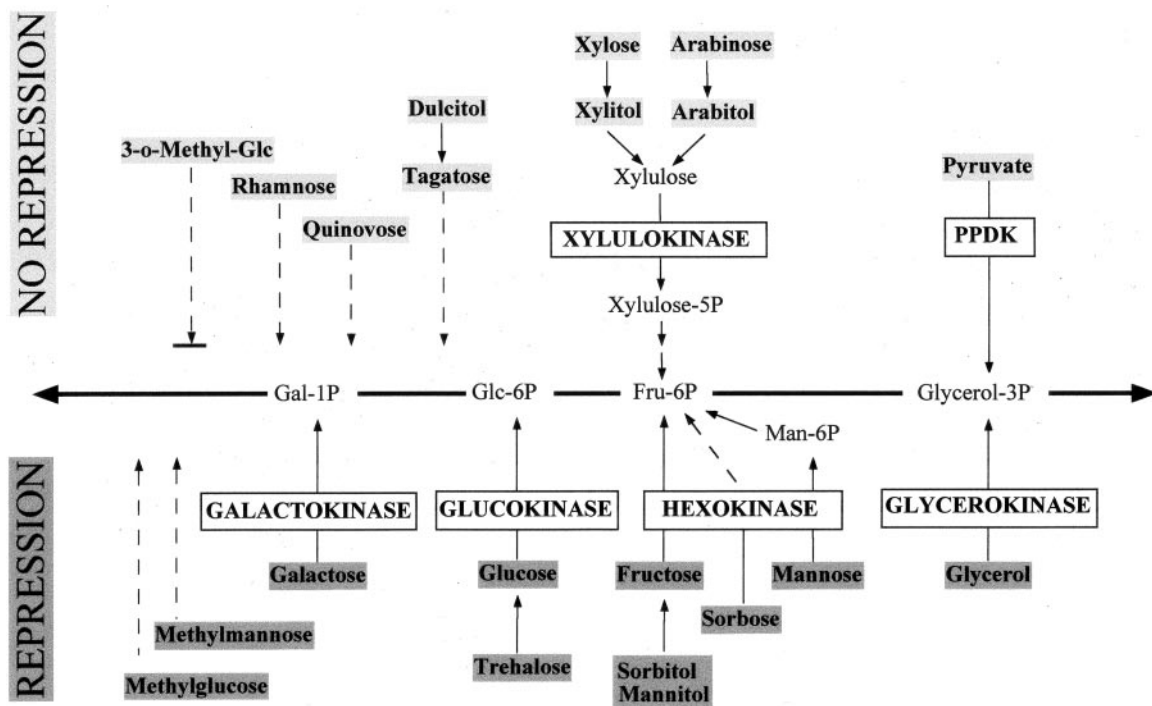 NO REPRESSION
Xylose
Arabinose
Xylitol
Arabitol
Dulcitol
3-o-Methyl-Glc
Rhamnose
Tagatose
Xylulose
Pyruvate
Quinovose
XYLULOKINASE
PPDK
Xylulose-5P
Gal-1P
Glc-6P
Fru-6P
Glycerol-3P
Man-6P
REPRESSION
GALACTOKINASE
GLUCOKINASE
HEXOKINASE
GLYCEROKINASE
Galactose
Glucose
Fructose
Mannose
Glycerol
Sorbose
Methylmannose
Trehalose
Sorbitol
Mannitol
Methylglucose